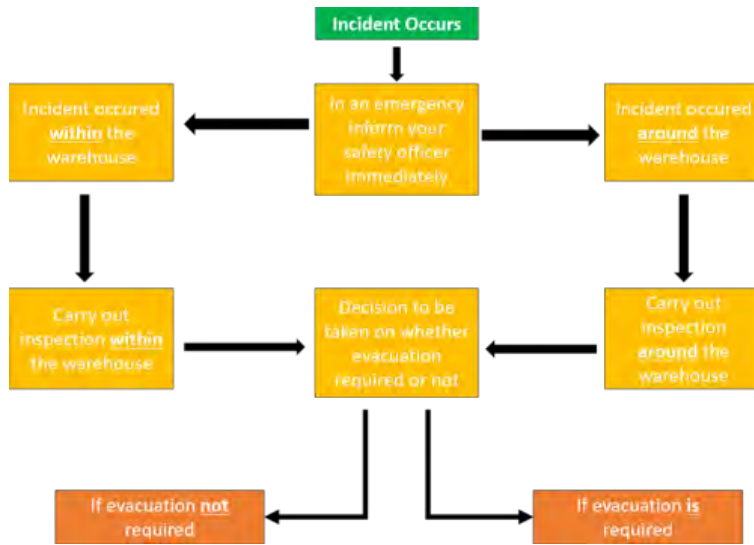 Incident Occurs
Incident occured
within the
warehouse
In an emergency
inform your
safety officer
immediately
Incident occured
around the
warehouse
Carry out
inspection within
the warehouse
Decision to be
taken on whether
evacuation
required or not
Carry out
inspection
around the
warehouse
If evacuation not
required
If evacuation is
required